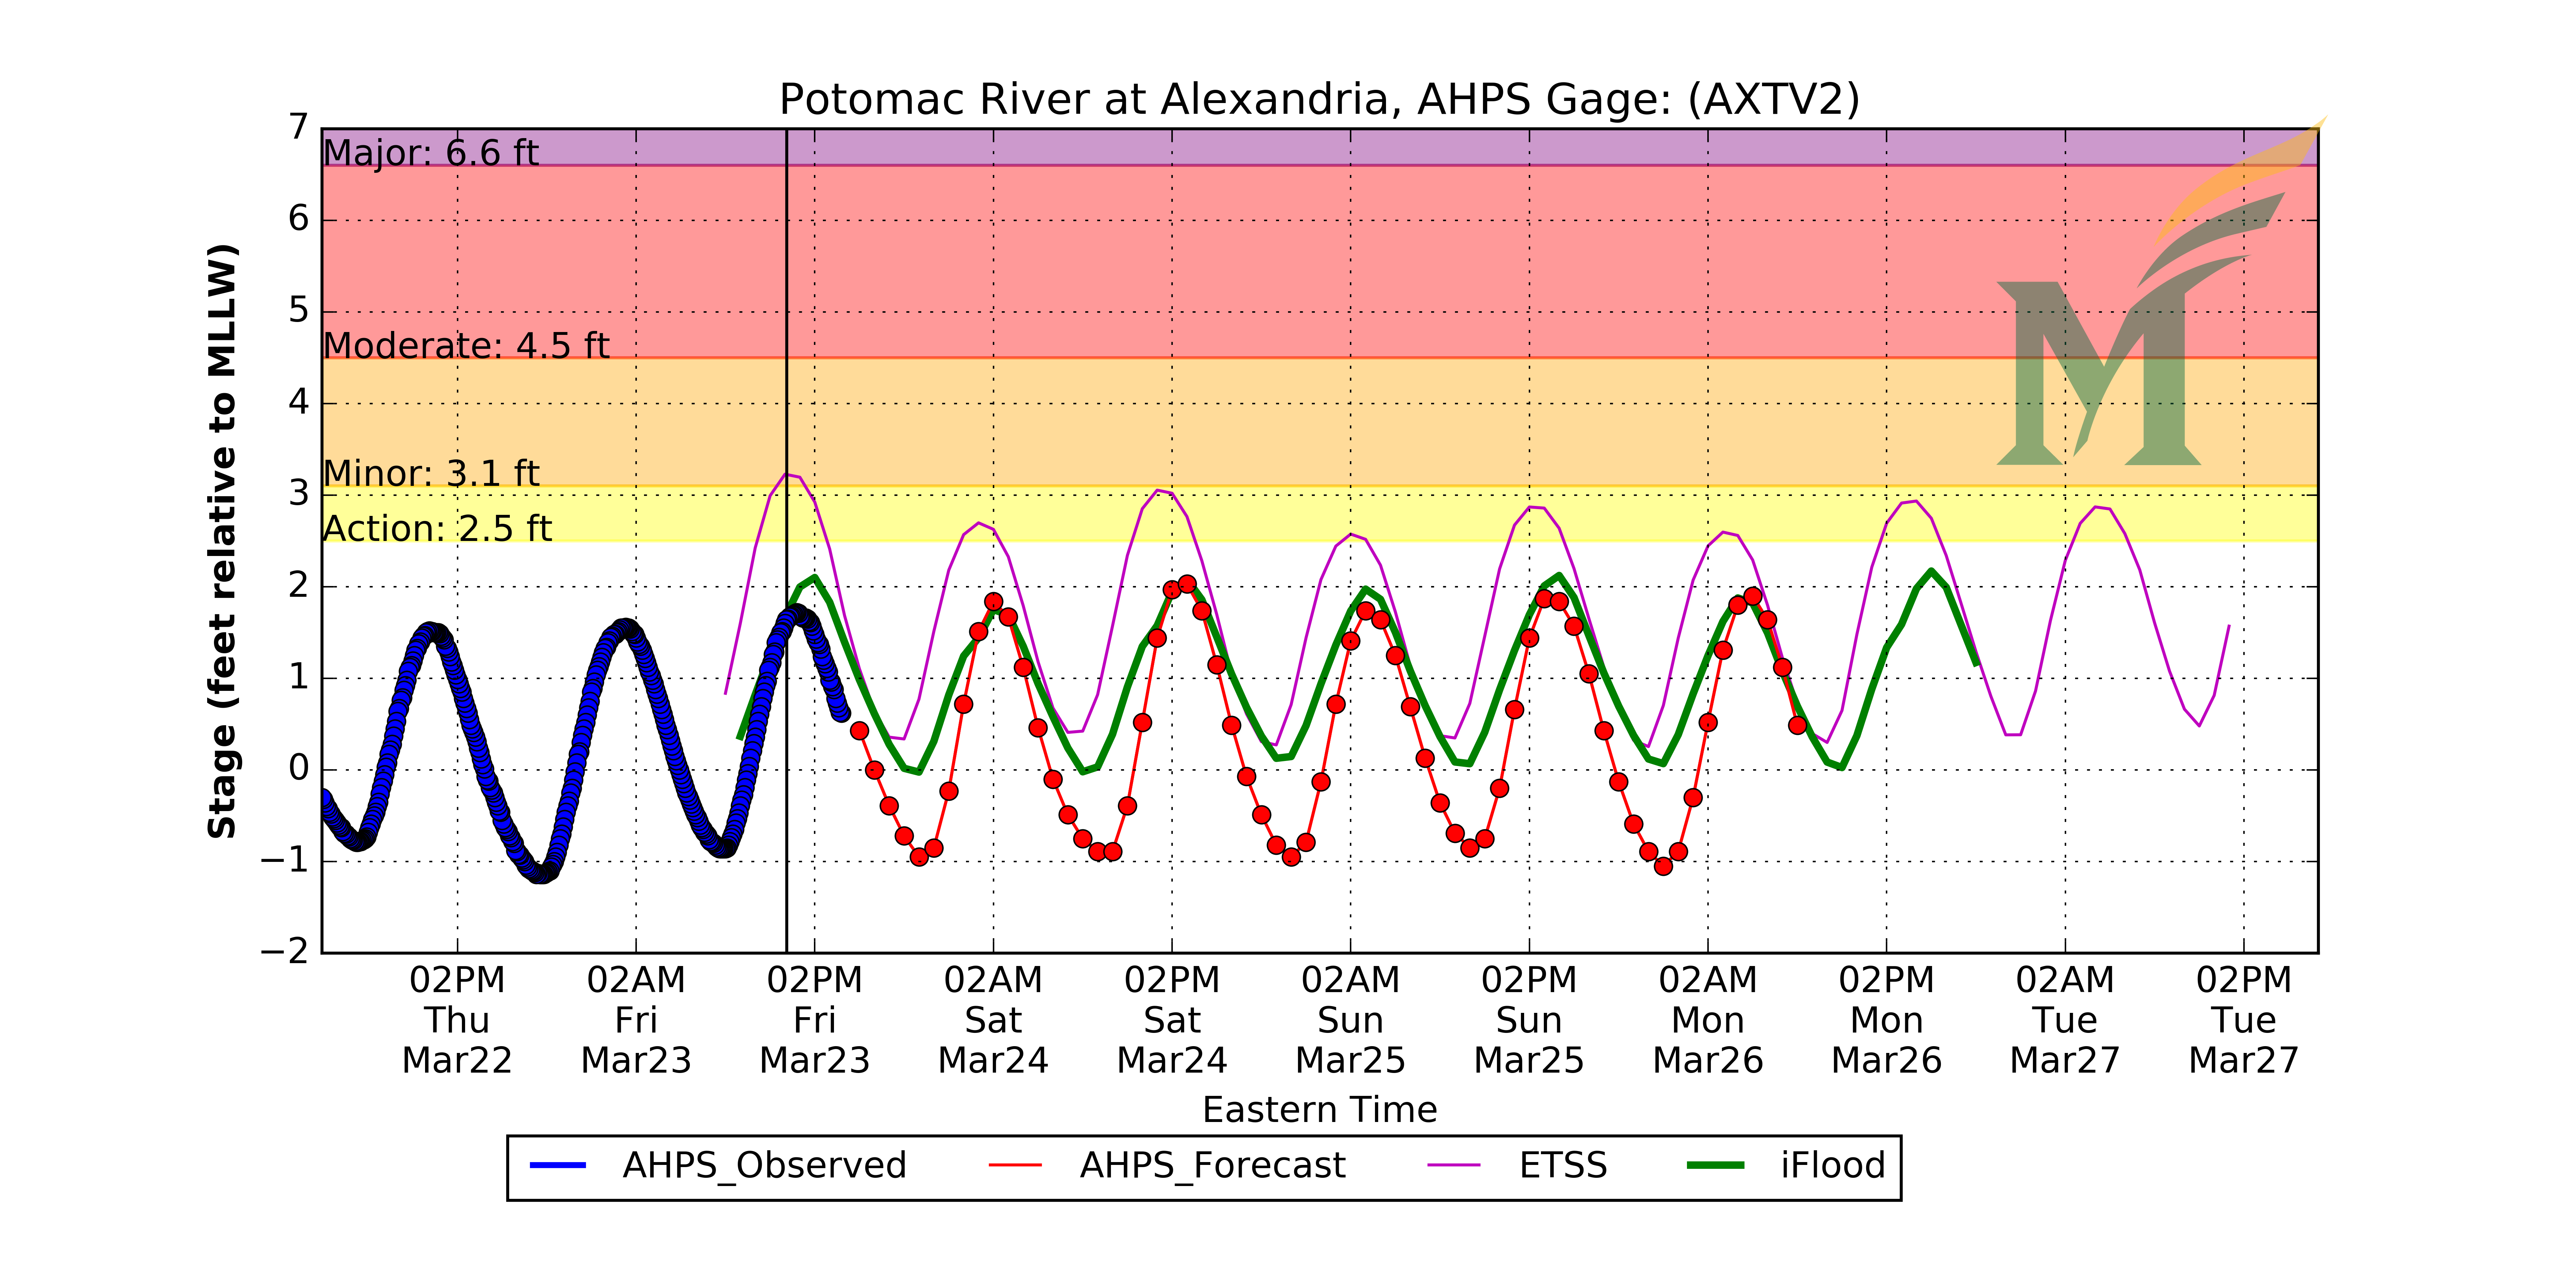 Potomac River at Alexandria, AHPS Gage: (AXTV2)
Stage (feet relative to MLLW)
7
6
5
4
3
2
1
0
−1
−2
Major: 6.6 ft
Moderate: 4.5 ft
Minor: 3.1 ft
Action: 2.5 ft
M
02PM 02AM 02PM 02AM 02PM 02AM 02PM 02AM 02PM 02AM 02PM
Thu Fri Fri Sat Sat Sun Sun Mon Mon Tue Tue
Mar22 Mar23 Mar23 Mar24 Mar24 Mar25 Mar25 Mar26 Mar26 Mar27 Mar27
Eastern Time
AHPS_Observed AHPS_Forecast ETSS iFlood